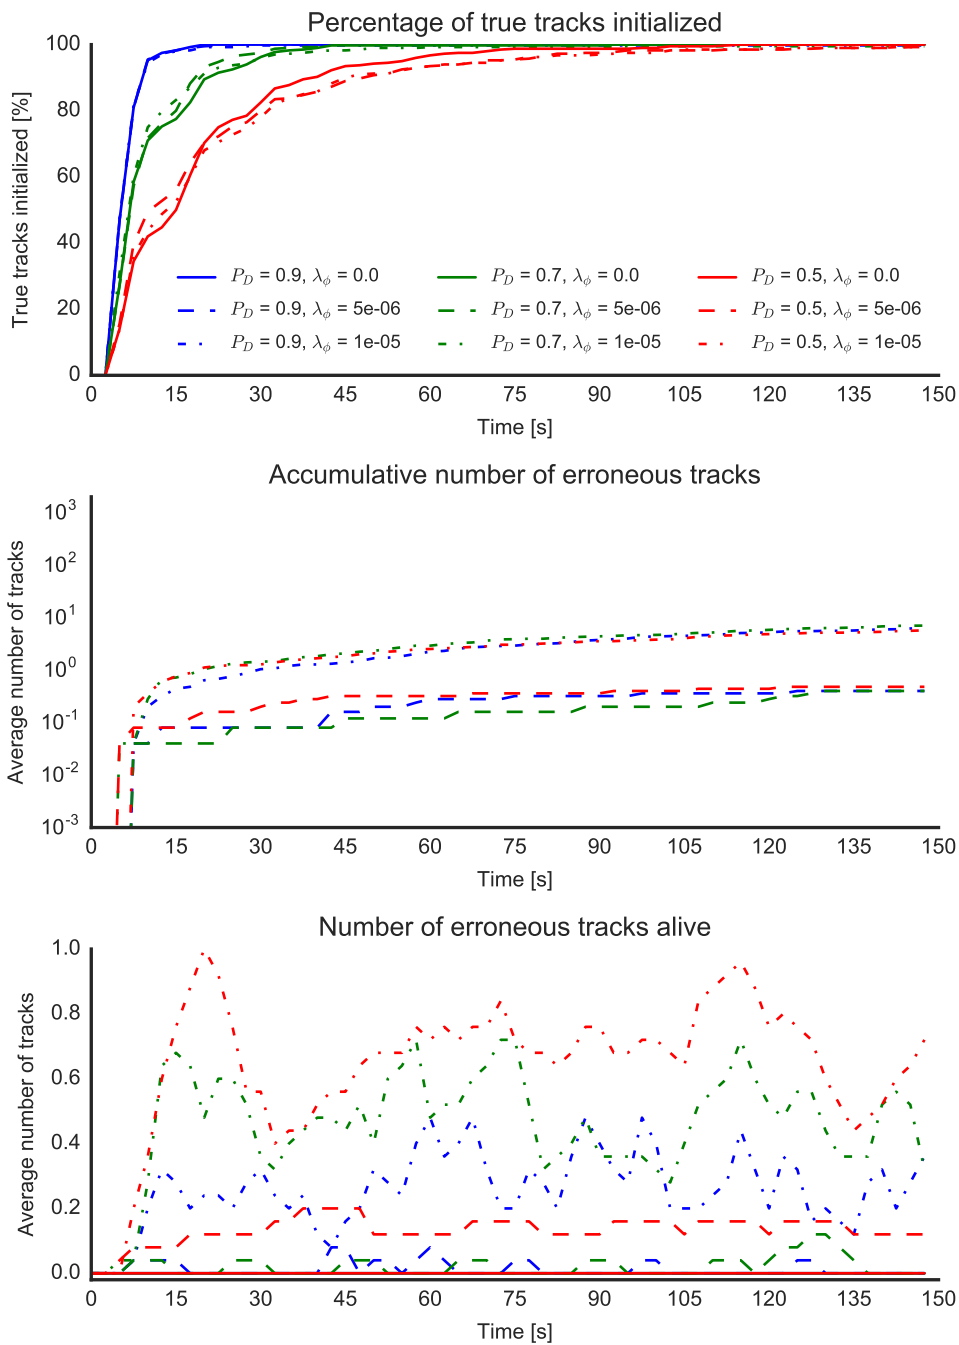 Percentage of true tracks initialized
100
80
60
40
20
0
True tracks initialized [%]
P_D = 0.9, λ_ϕ = 0.0
P_D = 0.7, λ_ϕ = 0.0
P_D = 0.5, λ_ϕ = 0.0
P_D = 0.9, λ_ϕ = 5e-06
P_D = 0.7, λ_ϕ = 5e-06
P_D = 0.5, λ_ϕ = 5e-06
P_D = 0.9, λ_ϕ = 1e-05
P_D = 0.7, λ_ϕ = 1e-05
P_D = 0.5, λ_ϕ = 1e-05
0 15 30 45 60 75 90 105 120 135 150
Time [s]
Accumulative number of erroneous tracks
10^3
10^2
10^1
10^0
10^-1
10^-2
10^-3
Average number of tracks
0 15 30 45 60 75 90 105 120 135 150
Time [s]
Number of erroneous tracks alive
1.0
0.8
0.6
0.4
0.2
0.0
Average number of tracks
0 15 30 45 60 75 90 105 120 135 150
Time [s]